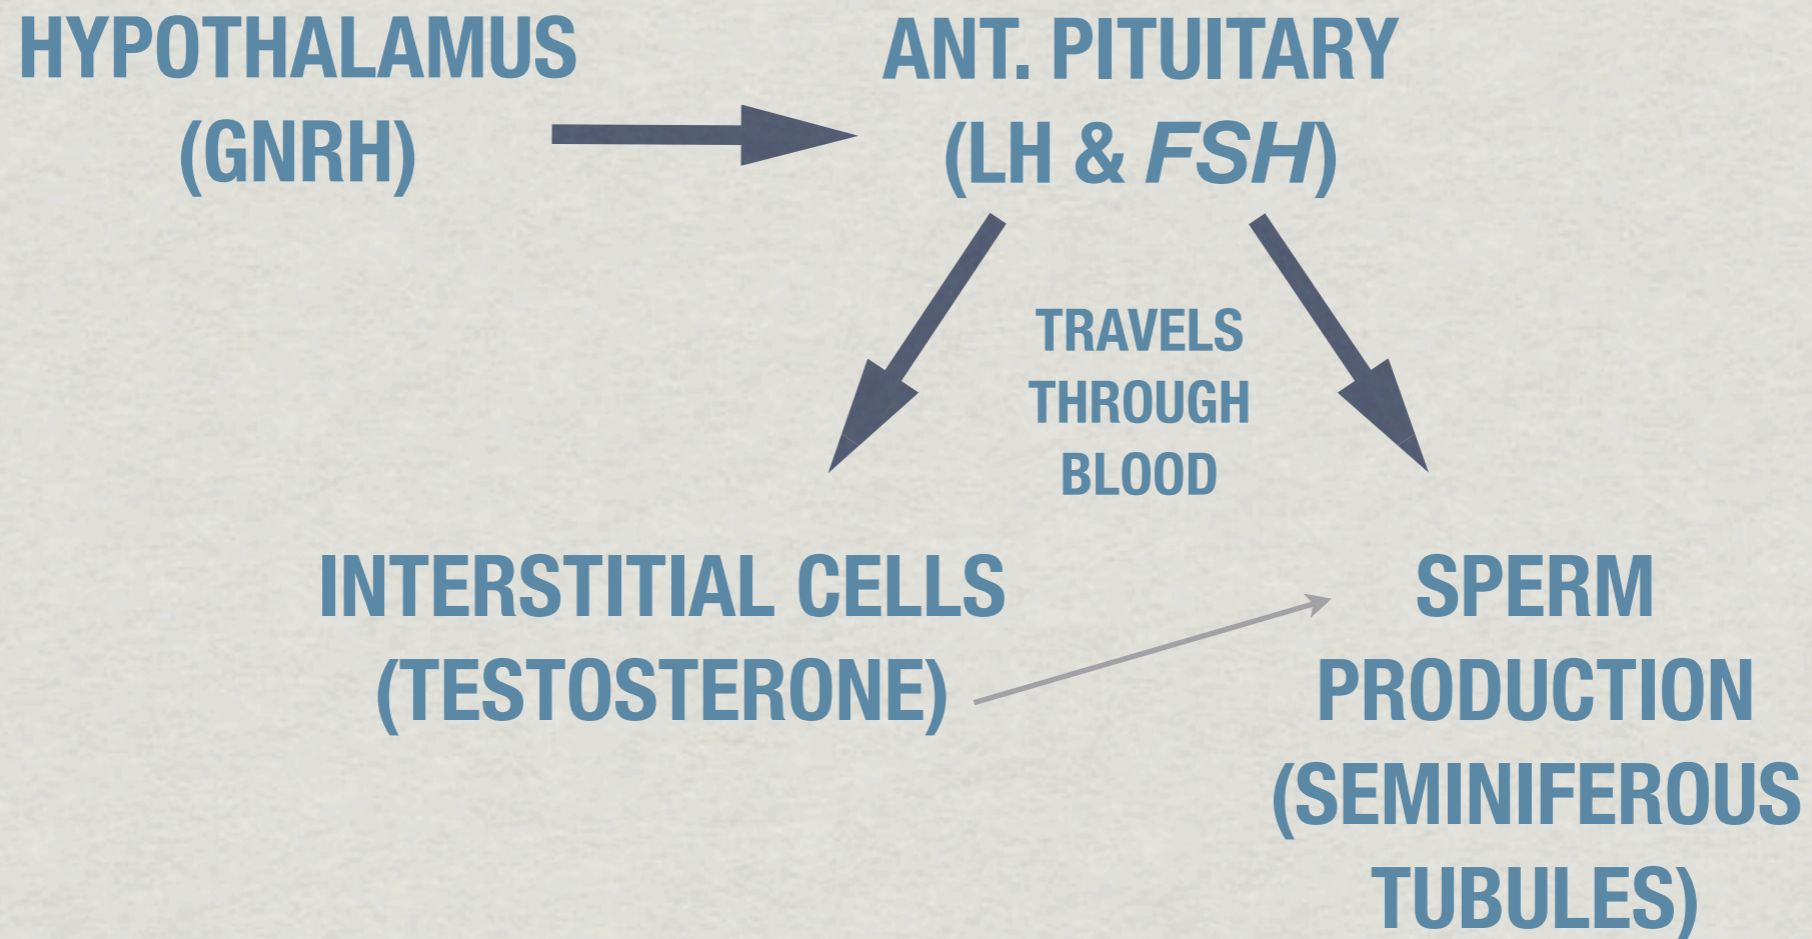 HYPOTHALAMUS
(GNRH)
ANT. PITUITARY
(LH & FSH)
TRAVELS
THROUGH
BLOOD
INTERSTITIAL CELLS
(TESTOSTERONE)
SPERM
PRODUCTION
(SEMINIFEROUS
TUBULES)